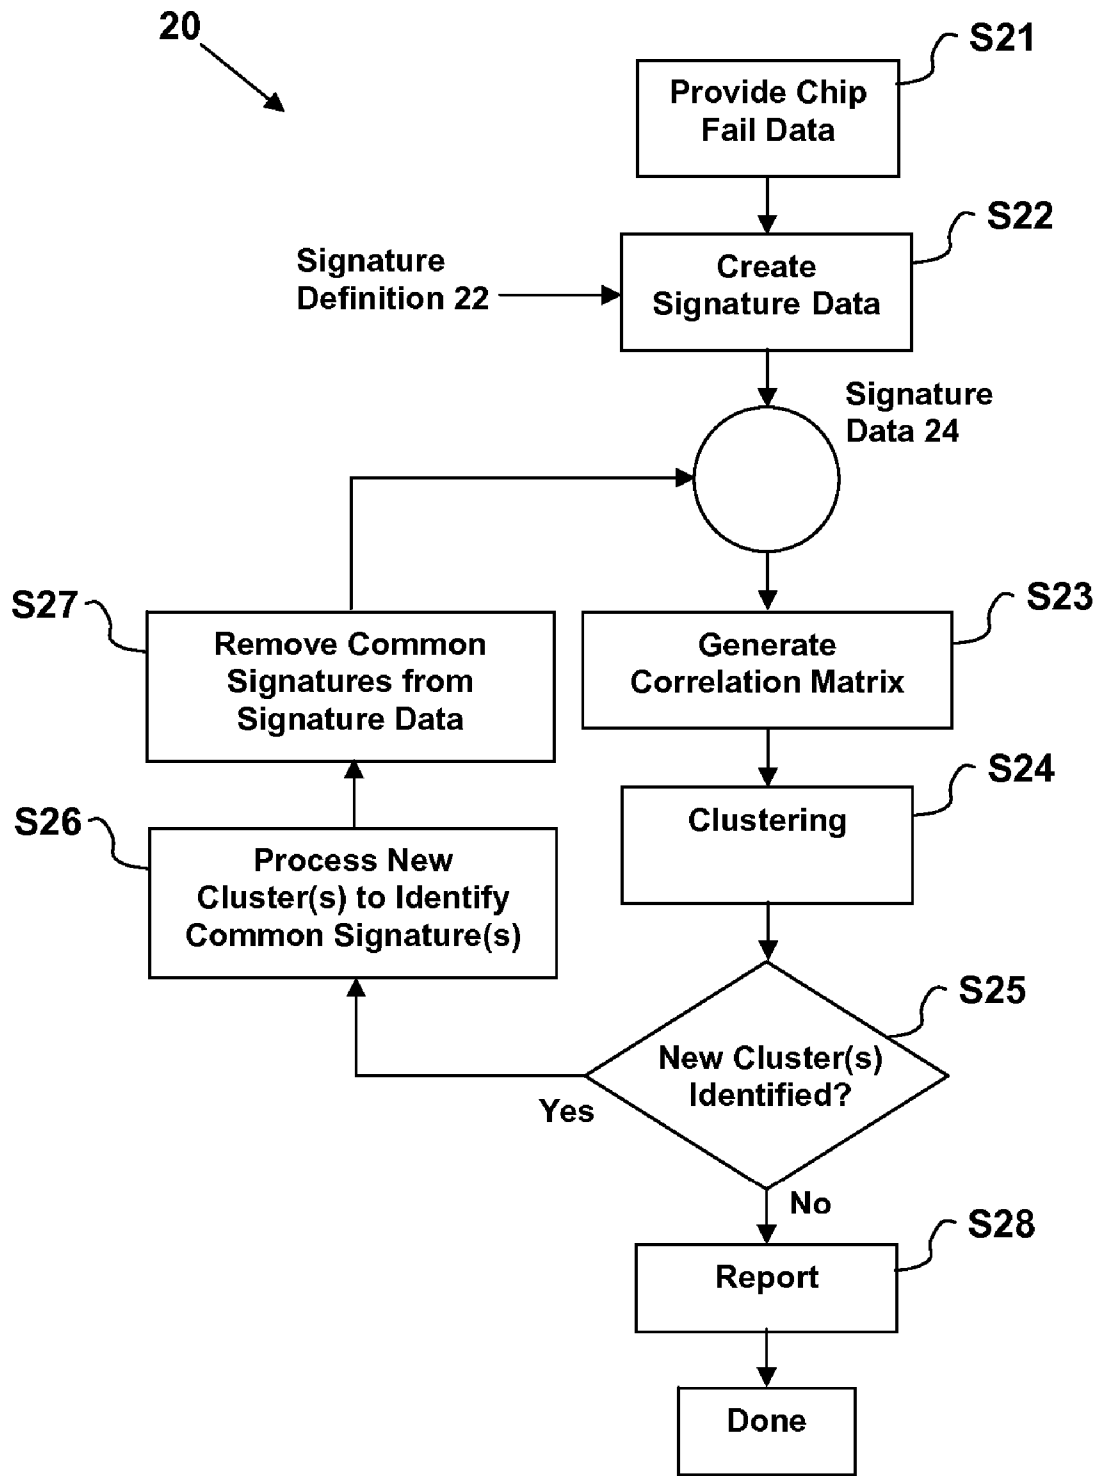 20
S21
Provide Chip
Fail Data
S22
Signature
Definition 22
Create
Signature Data
Signature
Data 24
S27
Remove Common
Signatures from
Signature Data
S23
Generate
Correlation Matrix
S24
Clustering
S26
Process New
Cluster(s) to Identify
Common Signature(s)
S25
New Cluster(s)
Identified?
Yes
No
S28
Report
Done